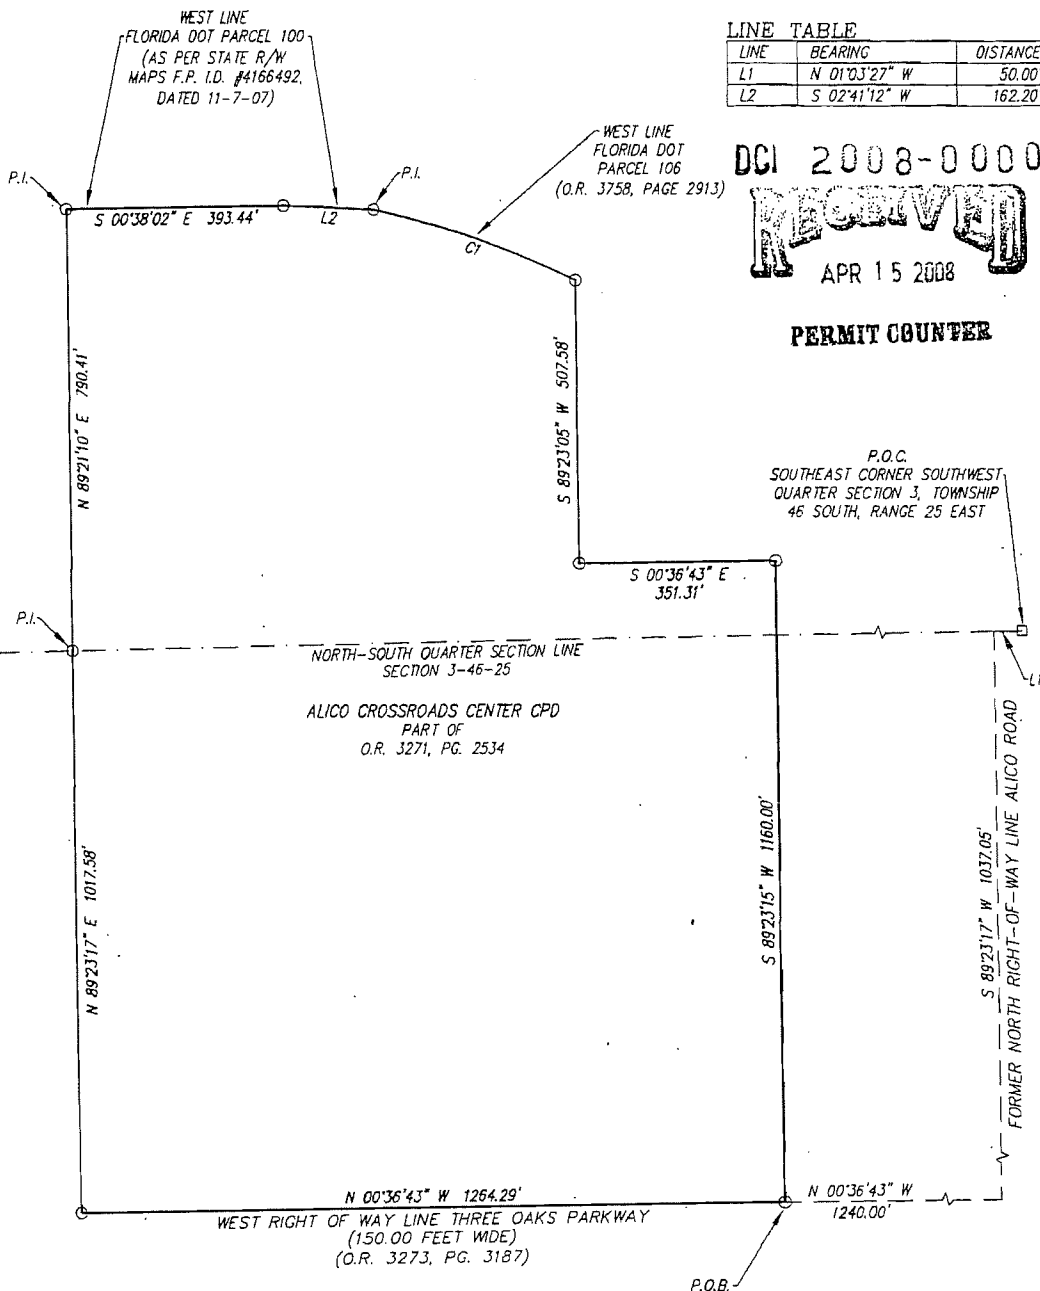 WEST LINE
FLORIDA DOT PARCEL 100
(AS PER STATE R/W
MAPS F.P. I.D. #4166492,
DATED 11-7-07)
LINE TABLE
LINE BEARING DISTANCE
L1 N 01°03'27" W 50.00
L2 S 02°41'12" W 162.20
WEST LINE
FLORIDA DOT
PARCEL 106
(O.R. 3758, PAGE 2913)
DCI 2008-0000
RECEIVED
APR 15 2008
PERMIT COUNTER
P.I.
P.I.
S 00°38'02" E 393.44'
L2
C1
N 89°21'10" E 790.41'
S 89°23'05" W 507.58'
P.O.C.
SOUTHEAST CORNER SOUTHWEST
QUARTER SECTION 3, TOWNSHIP
46 SOUTH, RANGE 25 EAST
S 00°36'43" E
351.31'
P.I.
NORTH-SOUTH QUARTER SECTION LINE
SECTION 3-46-25
L1
ALICO CROSSROADS CENTER CPD
PART OF
O.R. 3271, PG. 2534
N 89°23'17" E 1017.58'
S 89°23'15" W 1160.00'
S 89°23'17" W 1037.05'
FORMER NORTH RIGHT-OF-WAY LINE ALICO ROAD
N 00°36'43" W 1264.29'
WEST RIGHT OF WAY LINE THREE OAKS PARKWAY
(150.00 FEET WIDE)
(O.R. 3273, PG. 3187)
N 00°36'43" W
1240.00'
P.O.B.